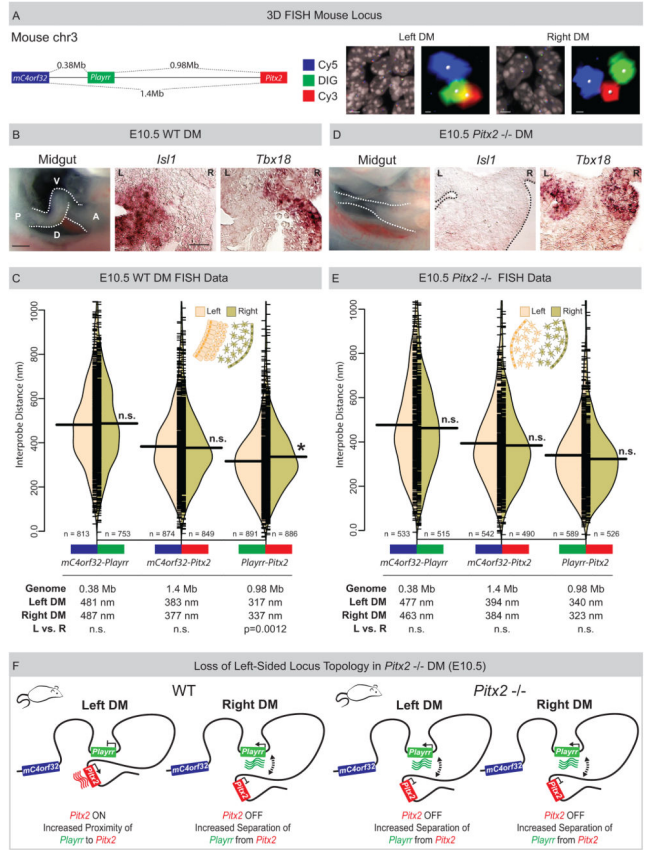 A
3D FISH Mouse Locus
Mouse chr3
0.38Mb
0.98Mb
mC4orf32
Playrr
Pitx2
1.4Mb
Cy5
DIG
Cy3
Left DM
Right DM
B
E10.5 WT DM
Midgut
Isl1
Tbx18
V
P
A
D
L
R
L
R
D
E10.5 Pitx2 -/- DM
Midgut
Isl1
Tbx18
L
R
L
R
C
E10.5 WT DM FISH Data
Interprobe Distance (nm)
1000
800
600
400
200
0.0
Left
Right
n.s.
n.s.
*
n = 813
n = 753
n = 874
n = 849
n = 891
n = 886
mC4orf32-Playrr
mC4orf32-Pitx2
Playrr-Pitx2
Genome 0.38 Mb 1.4 Mb 0.98 Mb
Left DM 481 nm 383 nm 317 nm
Right DM 487 nm 377 nm 337 nm
L vs. R n.s. n.s. p=0.0012
E
E10.5 Pitx2 -/- FISH Data
Interprobe Distance (nm)
1000
800
600
400
200
0.0
Left
Right
n.s.
n.s.
n.s.
n = 533
n = 515
n = 542
n = 490
n = 589
n = 526
mC4orf32-Playrr
mC4orf32-Pitx2
Playrr-Pitx2
0.38 Mb 1.4 Mb 0.98 Mb
477 nm 394 nm 340 nm
463 nm 384 nm 323 nm
n.s. n.s. n.s.
F
Loss of Left-Sided Locus Topology in Pitx2 -/- DM (E10.5)
WT
Left DM
Right DM
mC4orf32
Playrr
Pitx2
mC4orf32
Playrr
Pitx2
Pitx2 ON
Increased Proximity of
Playrr to Pitx2
Pitx2 OFF
Increased Separation of
Playrr from Pitx2
Pitx2 -/-
Left DM
Right DM
mC4orf32
Playrr
Pitx2
mC4orf32
Playrr
Pitx2
Pitx2 OFF
Increased Separation of
Playrr from Pitx2
Pitx2 OFF
Increased Separation of
Playrr from Pitx2